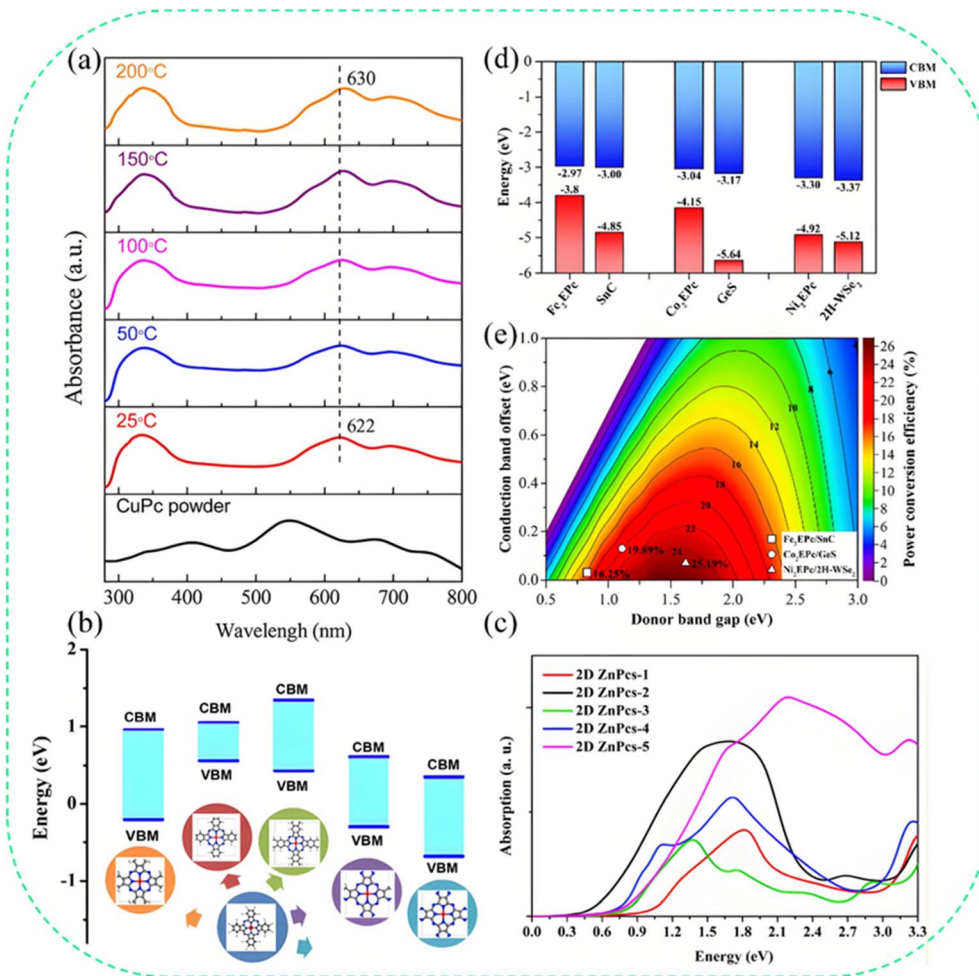 (a)
200°C
630
150°C
100°C
50°C
25°C
622
CuPc powder
Absorbance (a.u.)
300 400 500 600 700 800
Wavelengh (nm)
(d)
CBM
VBM
Energy (eV)
0
-1
-2
-3
-4
-5
-6
-2.97 -3.00 -3.04 -3.17 -3.30 -3.37
-3.8 -4.85 -4.15 -5.64 -4.92 -5.12
Fe₂EPc SnC Co₂EPc GeS Ni₂EPc 2H-WSe₂
(e)
Conduction band offset (eV)
1.0
0.8
0.6
0.4
0.2
0.0
6
8
10
12
14
16
18
20
22
24
19.89%
16.25%
25.19%
Fe₂EPc/SnC
Co₂EPc/GeS
Ni₂EPc/2H-WSe₂
0.5 1.0 1.5 2.0 2.5 3.0
Donor band gap (eV)
26
24
22
20
18
16
14
12
10
8
6
4
2
0
Power conversion efficiency (%)
(b)
Energy (eV)
2
1
0
-1
CBM CBM CBM CBM CBM
VBM VBM VBM VBM VBM
(c)
2D ZnPcs-1
2D ZnPcs-2
2D ZnPcs-3
2D ZnPcs-4
2D ZnPcs-5
Absorption (a. u.)
0.0 0.3 0.6 0.9 1.2 1.5 1.8 2.1 2.4 2.7 3.0 3.3
Energy (eV)